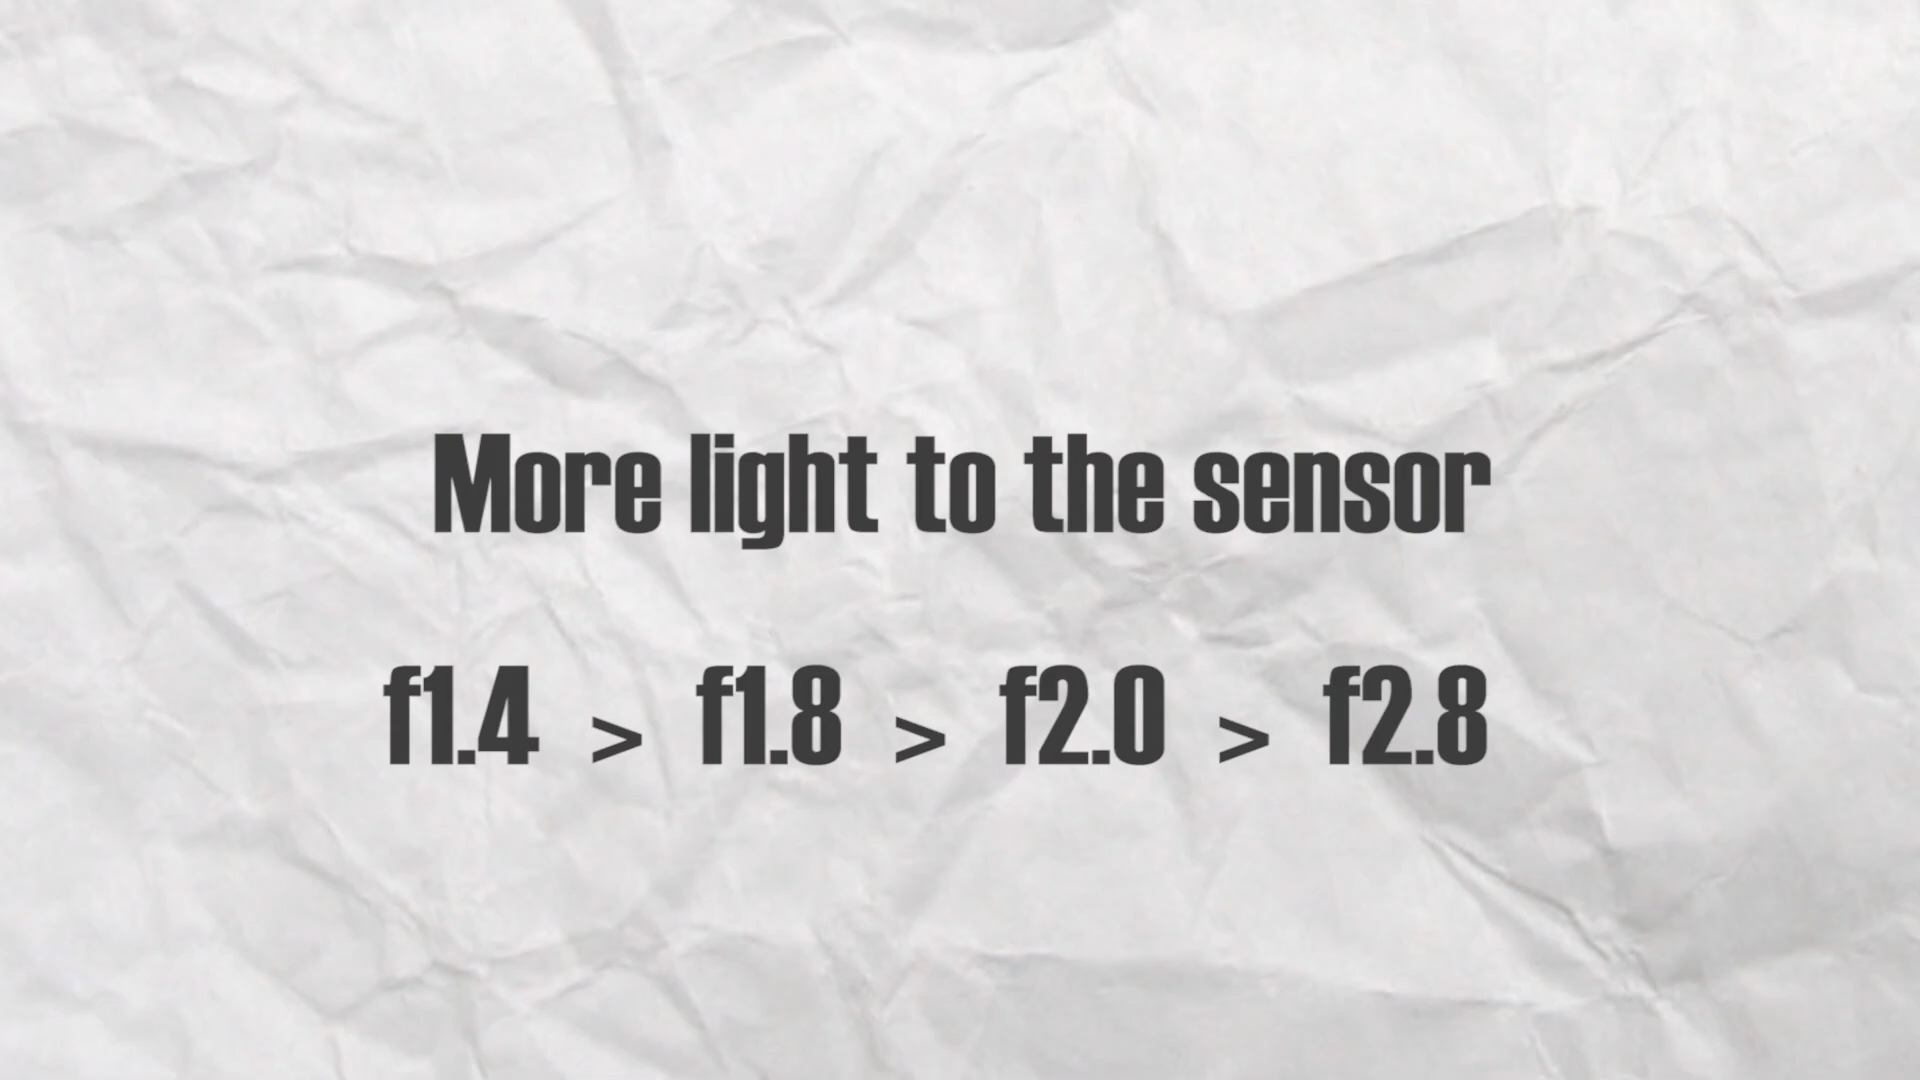 More light to the sensor
f1.4 > f1.8 > f2.0 > f2.8